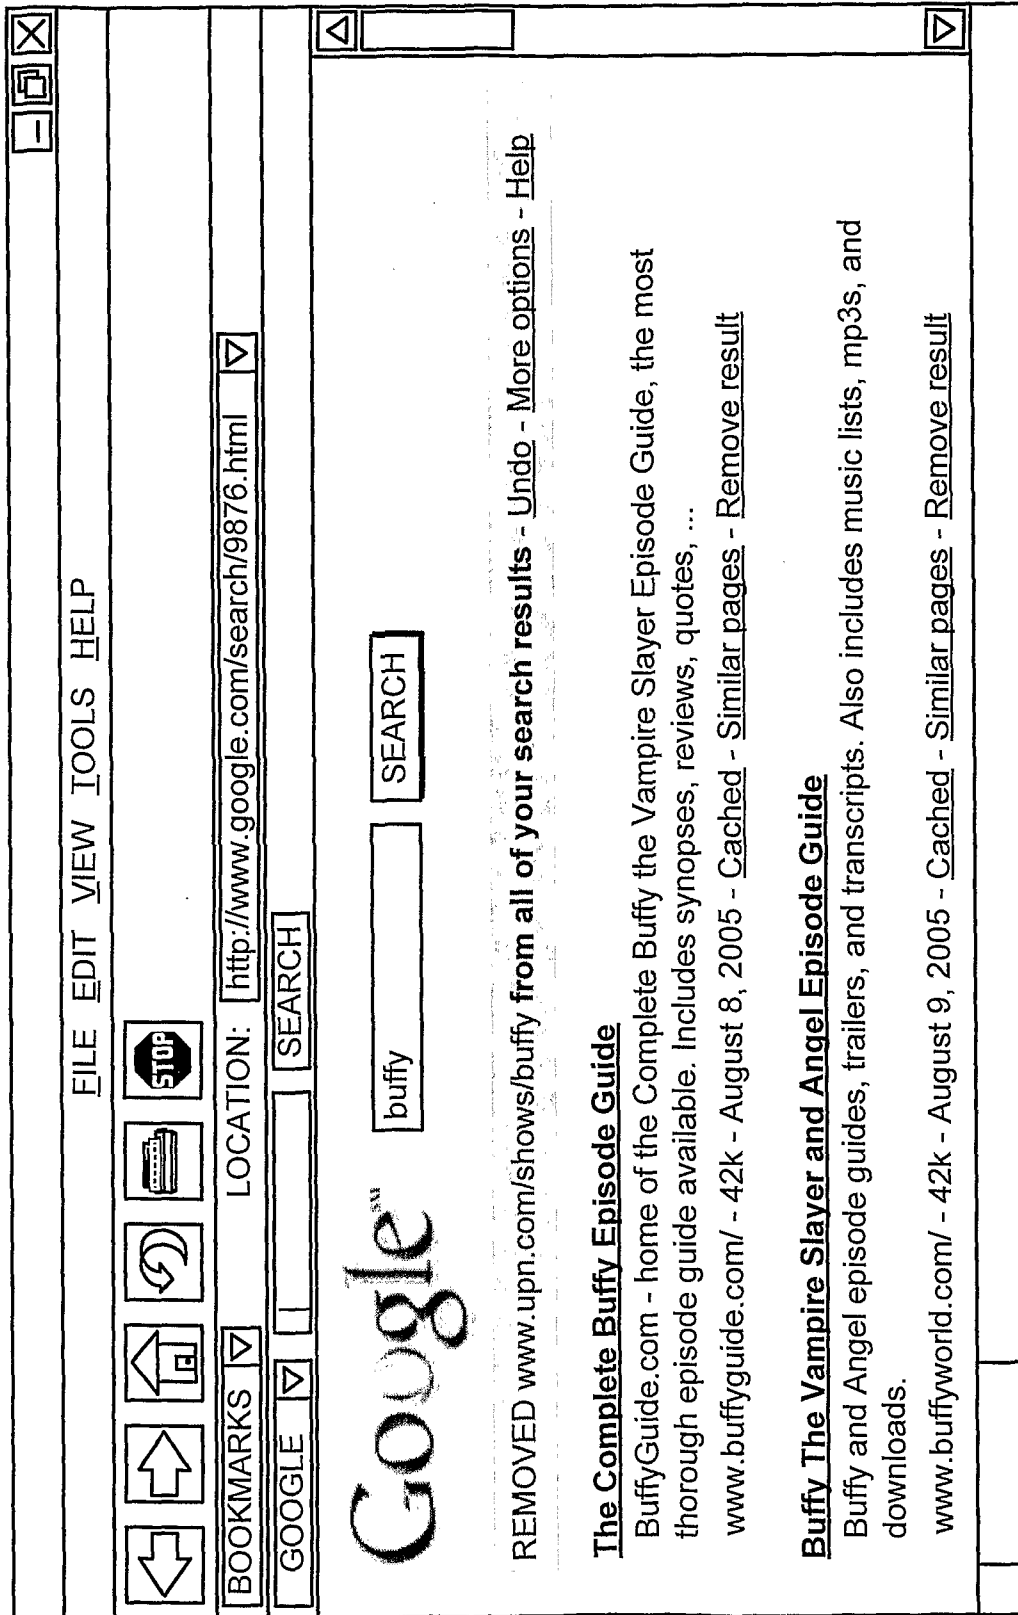 FILE EDIT VIEW TOOLS HELP
STOP
BOOKMARKS LOCATION: http://www.google.com/search/9876.html
GOOGLE SEARCH
Google℠ buffy SEARCH
REMOVED www.upn.com/shows/buffy from all of your search results - Undo - More options - Help
The Complete Buffy Episode Guide
BuffyGuide.com - home of the Complete Buffy the Vampire Slayer Episode Guide, the most
thorough episode guide available. Includes synopses, reviews, quotes, ...
www.buffyguide.com/ - 42k - August 8, 2005 - Cached - Similar pages - Remove result
Buffy The Vampire Slayer and Angel Episode Guide
Buffy and Angel episode guides, trailers, and transcripts. Also includes music lists, mp3s, and
downloads.
www.buffyworld.com/ - 42k - August 9, 2005 - Cached - Similar pages - Remove result